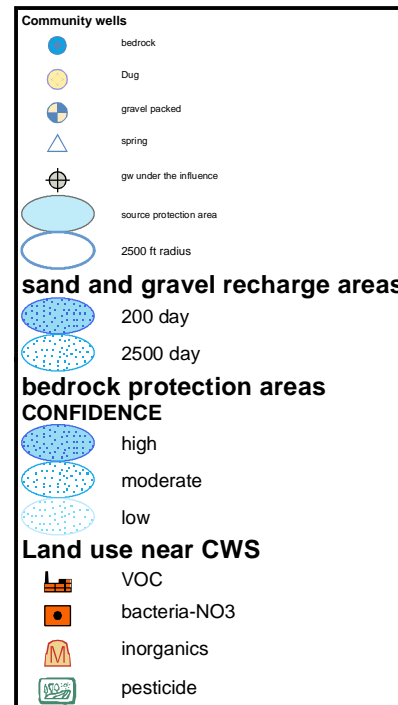 Community wells
bedrock
Dug
gravel packed
spring
gw under the influence
source protection area
2500 ft radius
sand and gravel recharge areas
200 day
2500 day
bedrock protection areas
CONFIDENCE
high
moderate
low
Land use near CWS
VOC
bacteria-NO3
M inorganics
pesticide